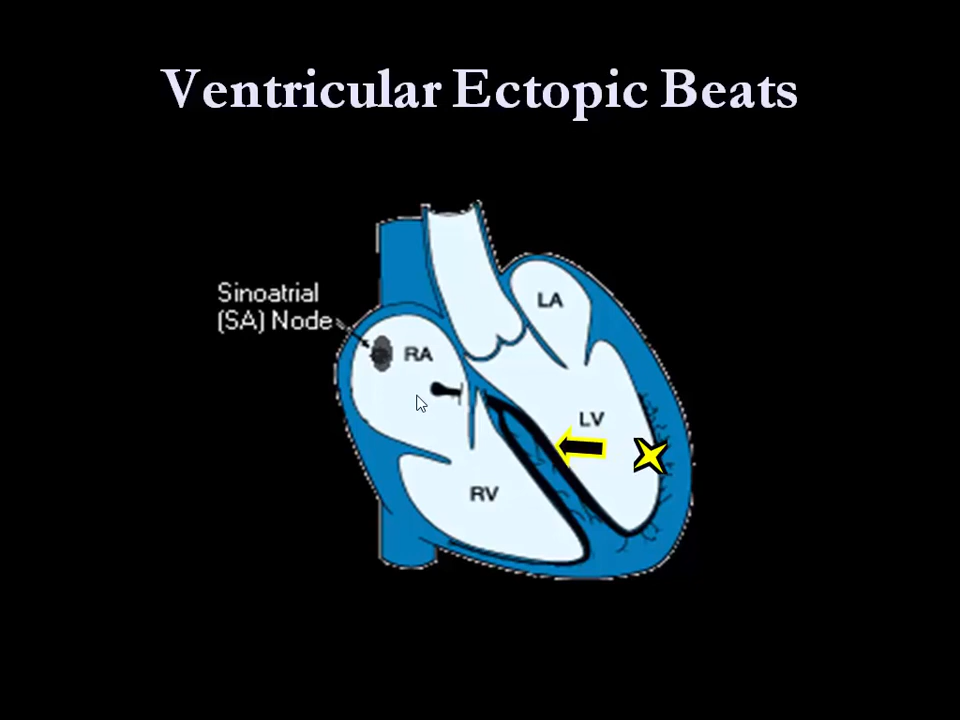 Ventricular Ectopic Beats
Sinoatrial
(SA) Node
LA
RA
LV
RV